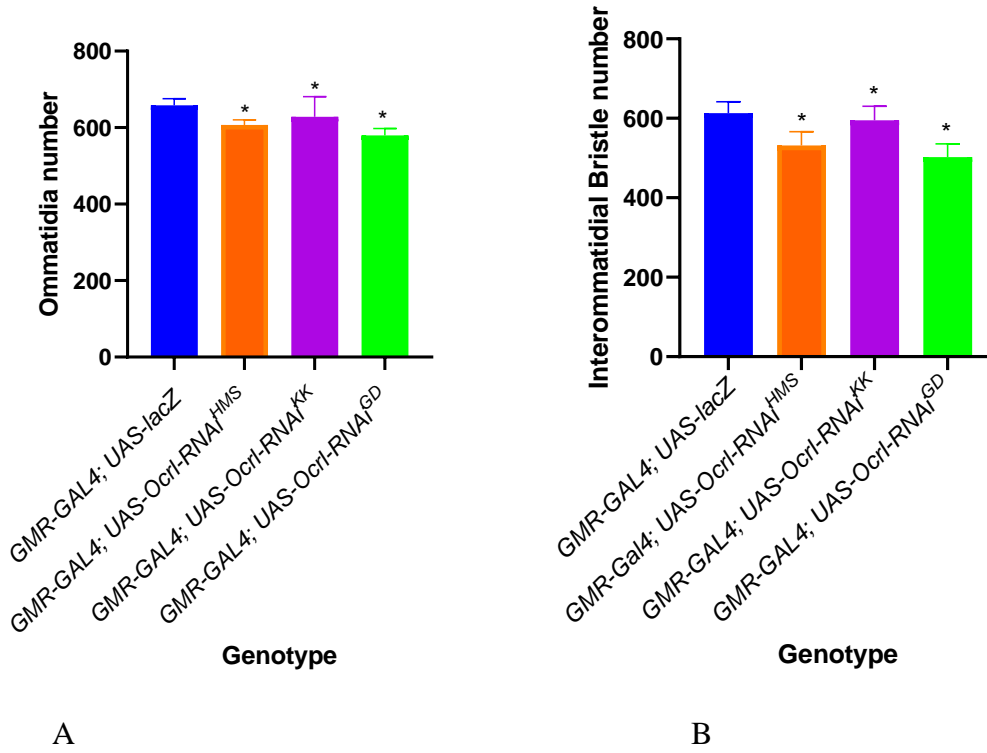 Ommatidia number
800
600
400
200
0
*
*
*
GMR-GAL4; UAS-lacZ
GMR-GAL4; UAS-Ocrl-RNAi^HMS
GMR-GAL4; UAS-Ocrl-RNAi^KK
GMR-GAL4; UAS-Ocrl-RNAi^GD
Genotype
A
Interommatidial Bristle number
800
600
400
200
0
*
*
*
GMR-GAL4; UAS-lacZ
GMR-Gal4; UAS-Ocrl-RNAi^HMS
GMR-GAL4; UAS-Ocrl-RNAi^KK
GMR-GAL4; UAS-Ocrl-RNAi^GD
Genotype
B